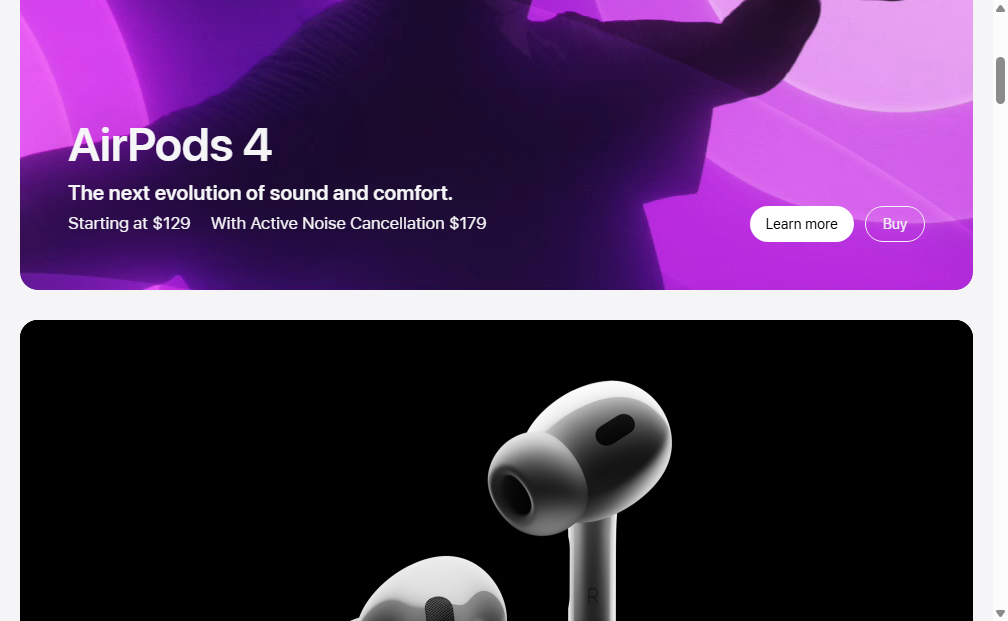 AirPods 4
The next evolution of sound and comfort.
Starting at $129 With Active Noise Cancellation $179
Learn more Buy
R